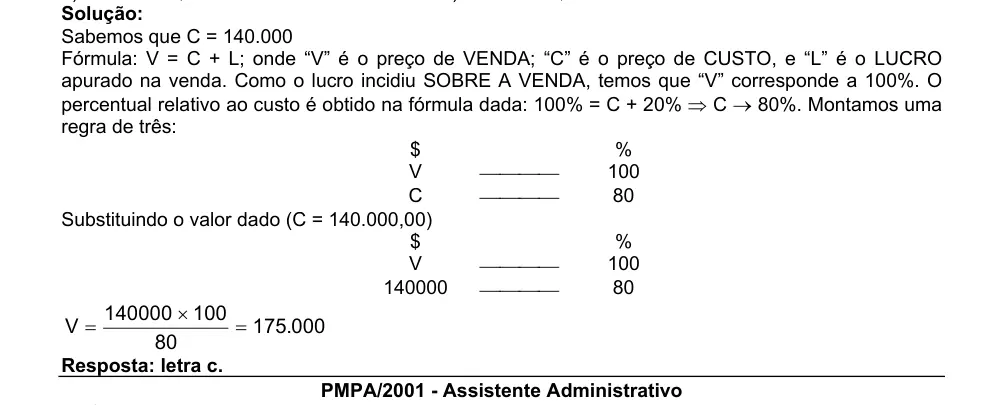 Solução:
Sabemos que C = 140.000
Fórmula: V = C + L; onde “V” é o preço de VENDA; “C” é o preço de CUSTO, e “L” é o LUCRO
apurado na venda. Como o lucro incidiu SOBRE A VENDA, temos que “V” corresponde a 100%. O
percentual relativo ao custo é obtido na fórmula dada: 100% = C + 20% ⇒ C → 80%. Montamos uma
regra de três:
$ %
V ———— 100
C ———— 80
Substituindo o valor dado (C = 140.000,00)
$ %
V ———— 100
140000 ———— 80
V = 140000 × 100 / 80 = 175.000
Resposta: letra c.
PMPA/2001 - Assistente Administrativo